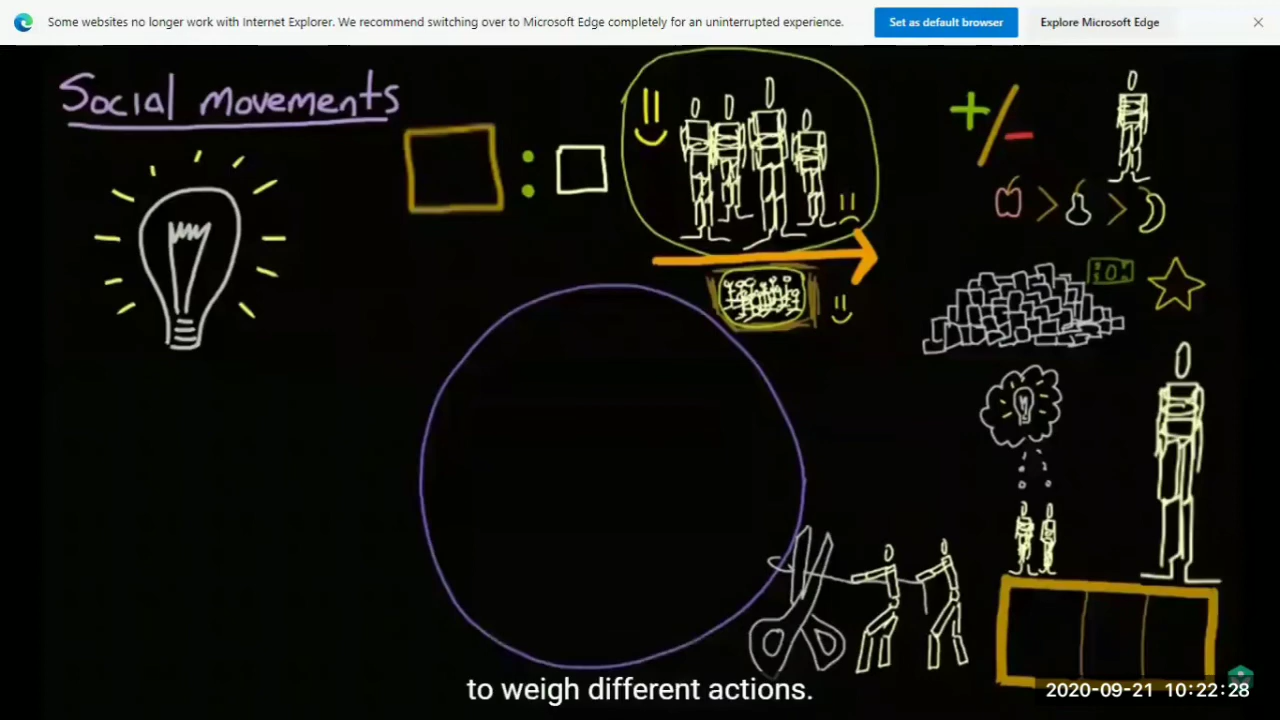 Some websites no longer work with Internet Explorer. We recommend switching over to Microsoft Edge completely for an uninterrupted experience.
Set as default browser
Explore Microsoft Edge
Social movements
+/-
:
> >
to weigh different actions.
2020-09-21 10:22:28